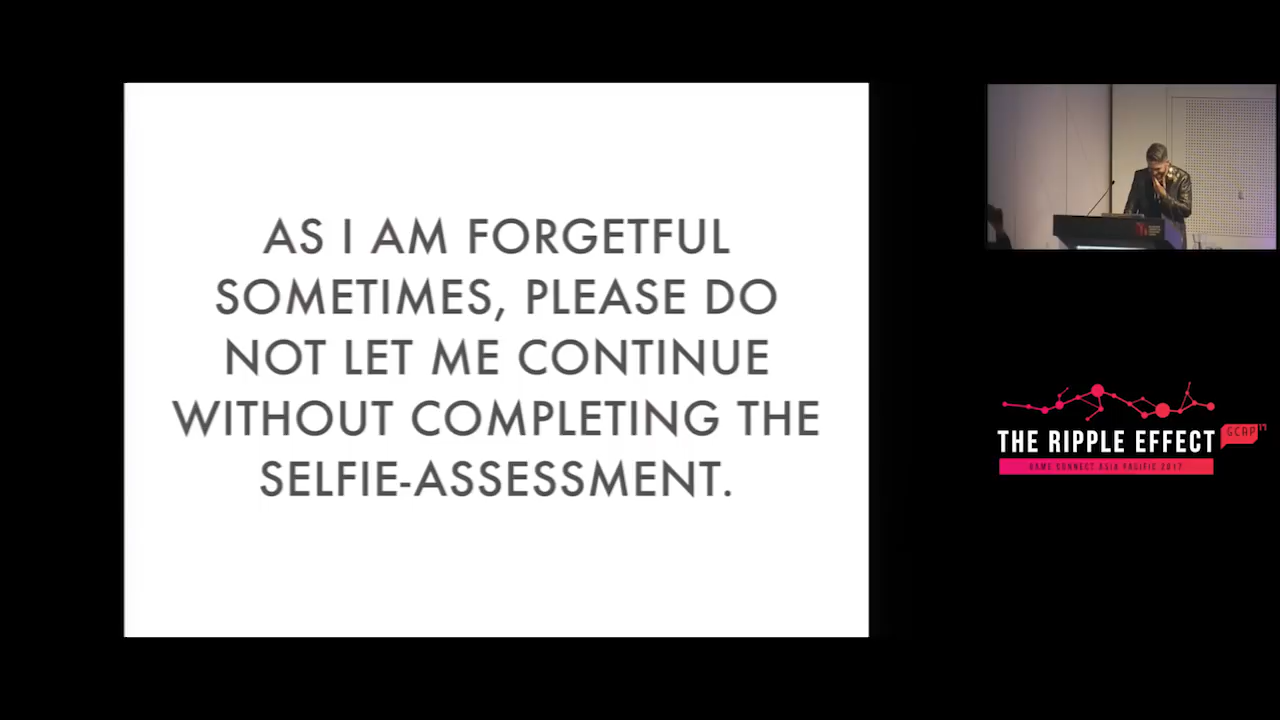 AS I AM FORGETFUL
SOMETIMES, PLEASE DO
NOT LET ME CONTINUE
WITHOUT COMPLETING THE
SELFIE-ASSESSMENT.
THE RIPPLE EFFECT
GCAP17
GAME CONNECT ASIA PACIFIC 2017